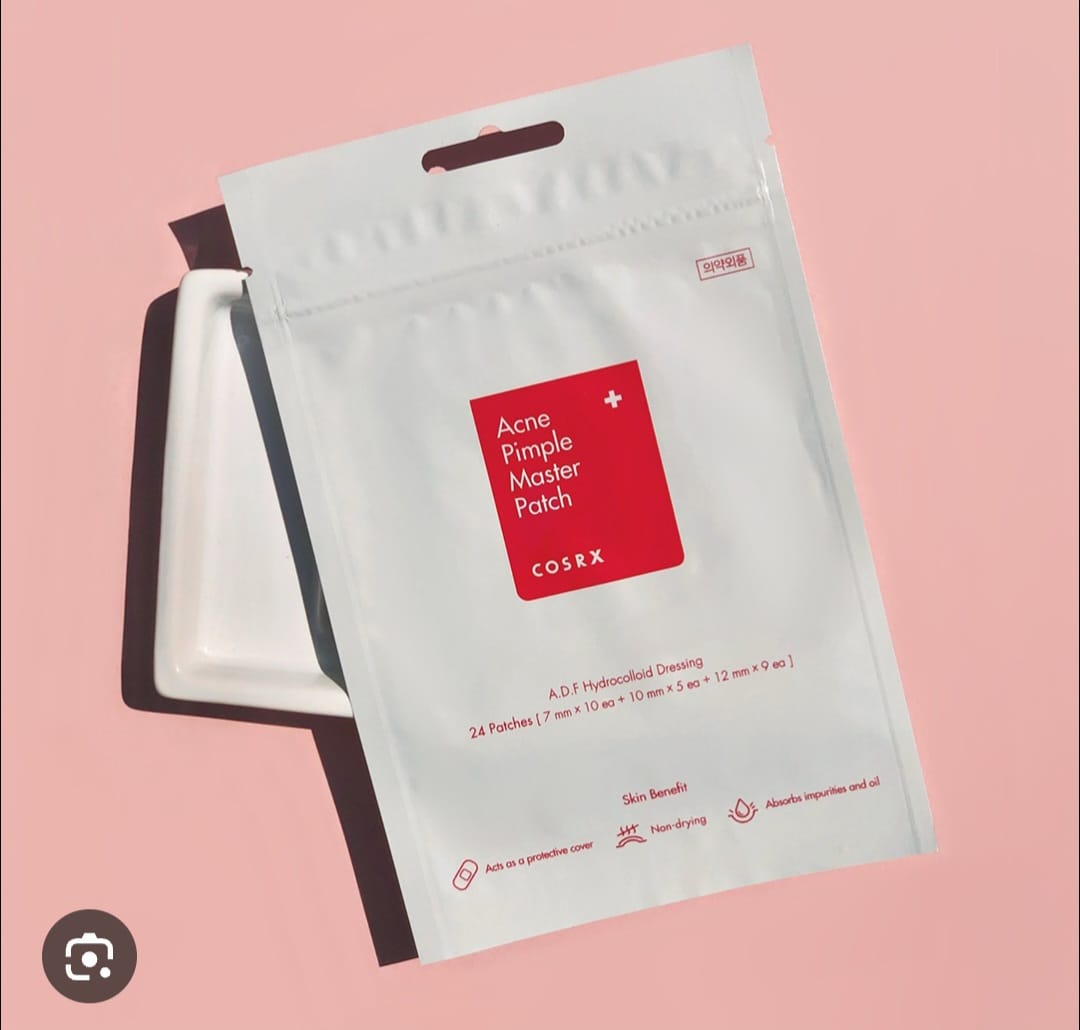 의약외품
Acne
Pimple
Master
Patch
COSRX
A.D.F Hydrocolloid Dressing
24 Patches [ 7 mm x 10 ea + 10 mm x 5 ea + 12 mm x 9 ea ]
Skin Benefit
Acts as a protective cover
Non-drying
Absorbs impurities and oil